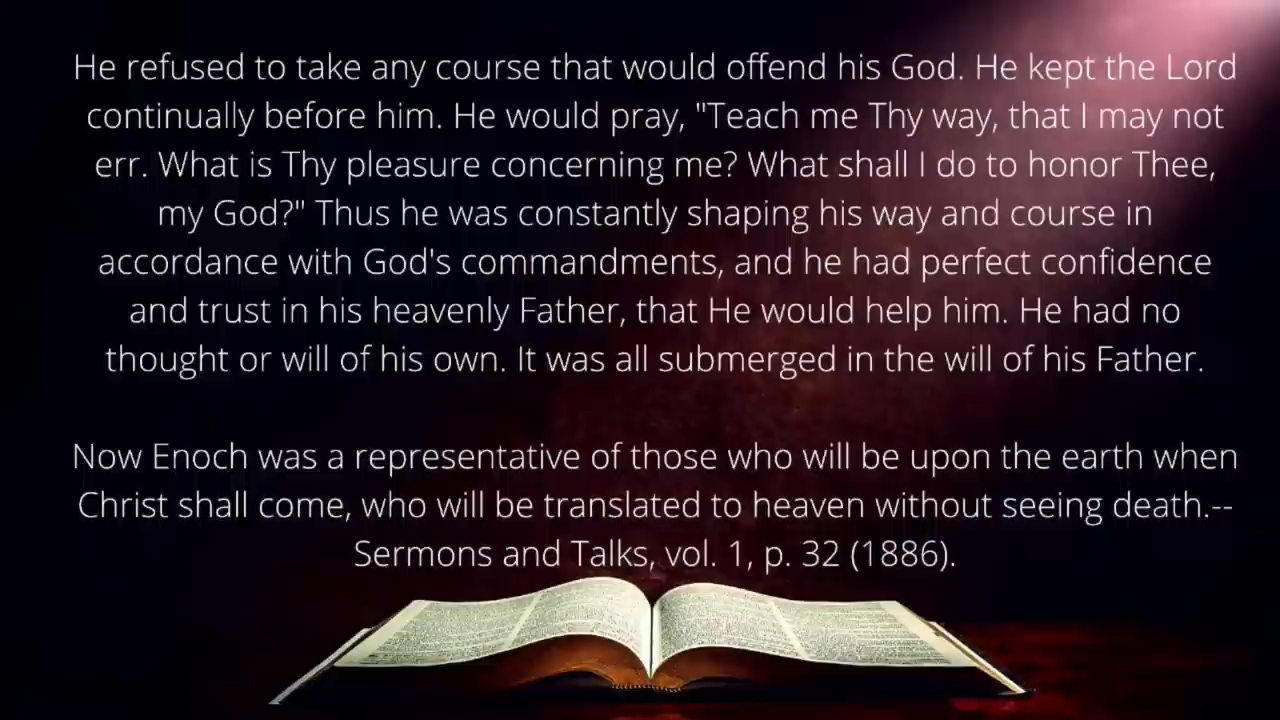 He refused to take any course that would offend his God. He kept the Lord
continually before him. He would pray, "Teach me Thy way, that I may not
err. What is Thy pleasure concerning me? What shall I do to honor Thee,
my God?" Thus he was constantly shaping his way and course in
accordance with God's commandments, and he had perfect confidence
and trust in his heavenly Father, that He would help him. He had no
thought or will of his own. It was all submerged in the will of his Father.
Now Enoch was a representative of those who will be upon the earth when
Christ shall come, who will be translated to heaven without seeing death.--
Sermons and Talks, vol. 1, p. 32 (1886).